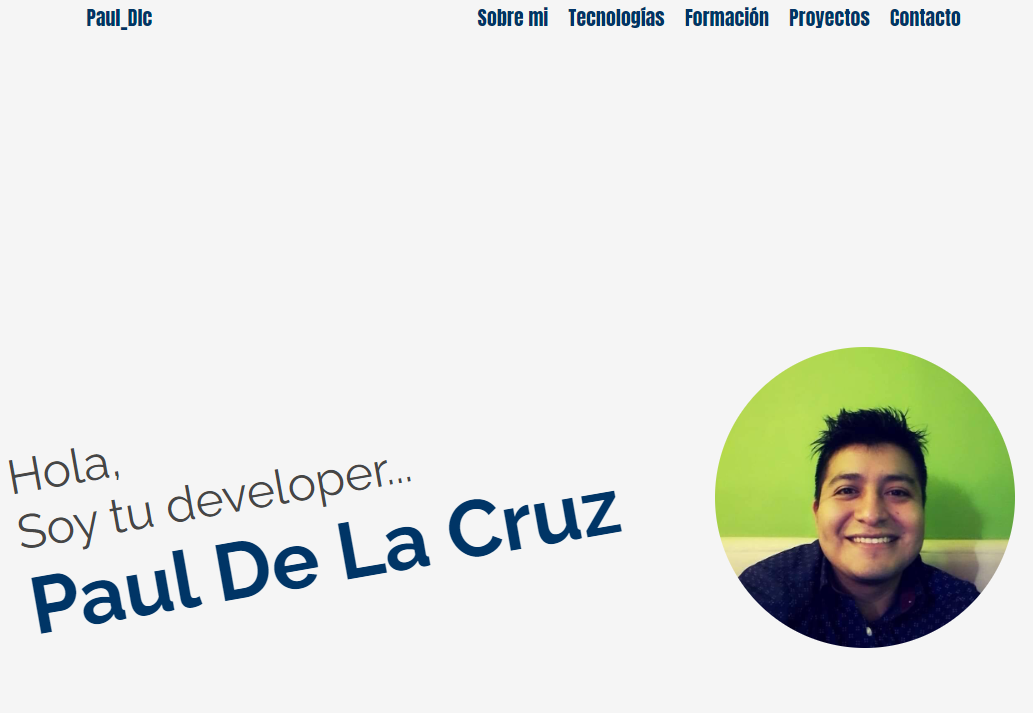 Paul_Dlc
Sobre mi Tecnologías Formación Proyectos Contacto
Hola,
Soy tu developer...
Paul De La Cruz